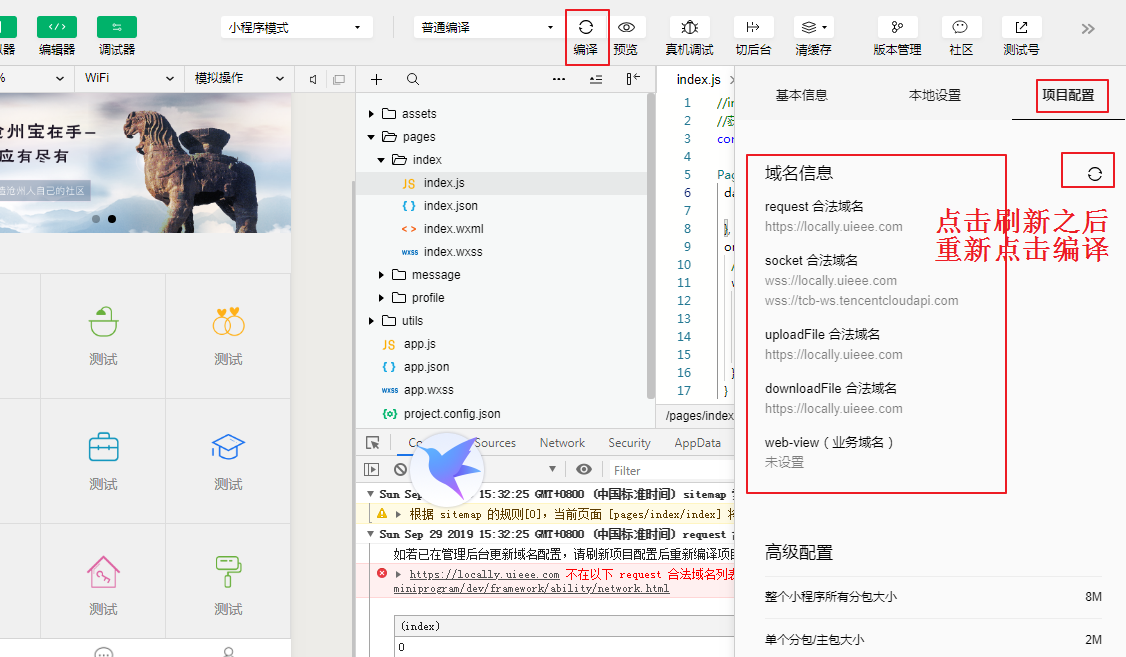 器 编辑器 调试器 小程序模式 普通编译 编译 预览 真机调试 切后台 清缓存 版本管理 社区 测试号
% WiFi 模拟操作
沧州宝在手—
应有尽有
沧州人自己的社区
测试 测试
测试 测试
测试 测试
assets
pages
index
JS index.js
{ } index.json
< > index.wxml
wxss index.wxss
message
profile
utils
JS app.js
{ } app.json
wxss app.wxss
{o} project.config.json
index.js
1
2
3
4
5
6
7
8
9
10
11
12
13
14
15
16
17
//in
con
Pag
da
},
on
/
w
}
}
/pages/index
Sources Network Security AppData
Filter
Sun Sep 15:32:25 GMT+0800 (中国标准时间) sitemap
根据 sitemap 的规则[0]，当前页面 [pages/index/index]
Sun Sep 29 2019 15:32:25 GMT+0800 (中国标准时间) request
如若已在管理后台更新域名配置，请刷新项目配置后重新编译项目
https://locally.uieee.com 不在以下 request 合法域名列表
miniprogram/dev/framework/ability/network.html
(index)
0
基本信息 本地设置 项目配置
域名信息
request 合法域名
https://locally.uieee.com
socket 合法域名
wss://locally.uieee.com
wss://tcb-ws.tencentcloudapi.com
uploadFile 合法域名
https://locally.uieee.com
downloadFile 合法域名
https://locally.uieee.com
web-view（业务域名）
未设置
点击刷新之后
重新点击编译
高级配置
整个小程序所有分包大小 8M
单个分包/主包大小 2M